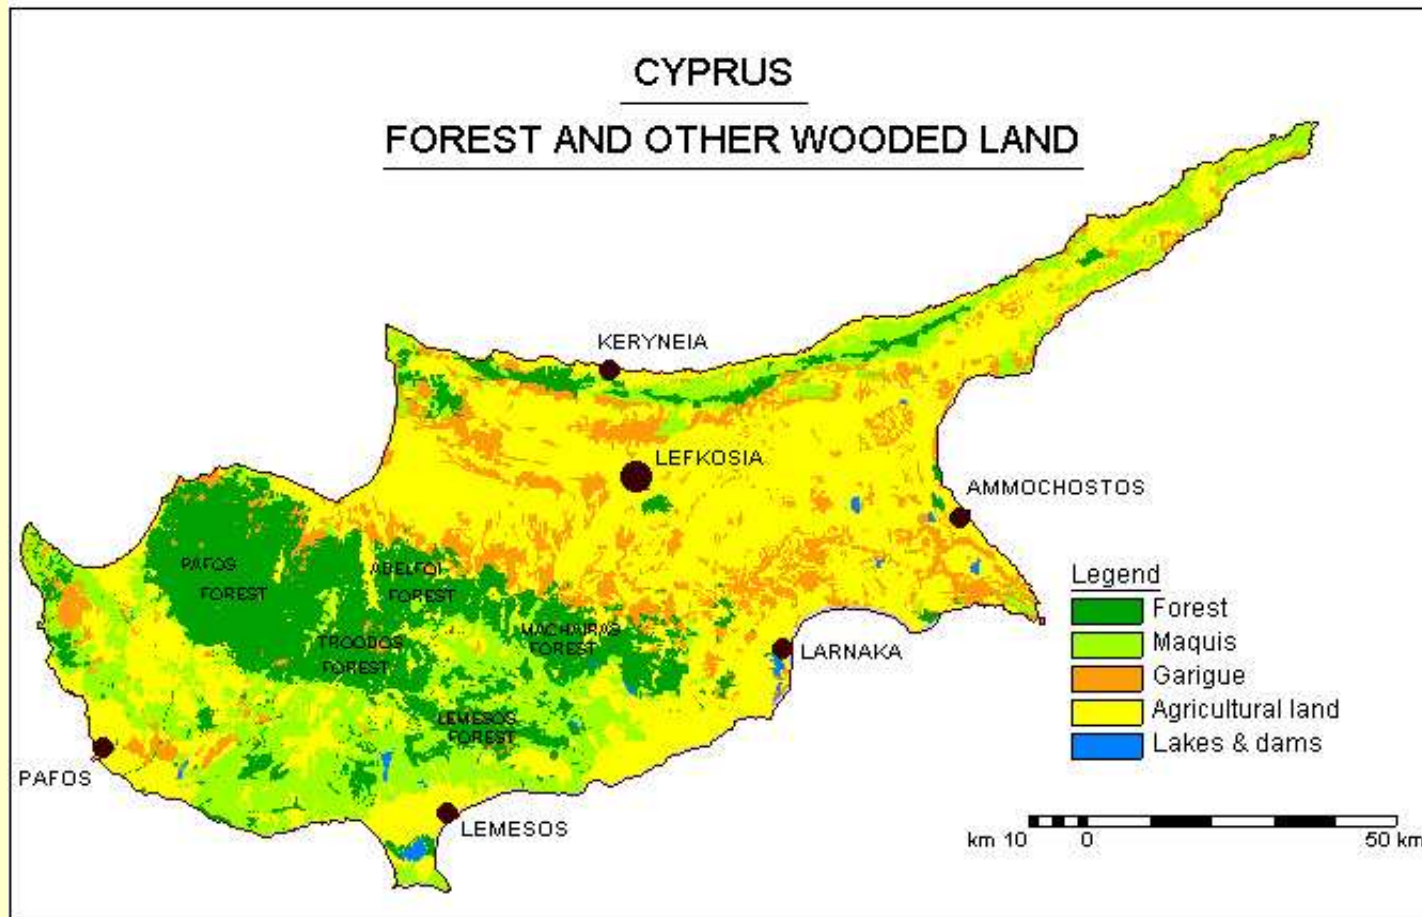 CYPRUS
FOREST AND OTHER WOODED LAND
KERYNEIA
LEFKOSIA
AMMOCHOSTOS
PAFOS
FOREST
ADELFOI
FOREST
TROODOS
FOREST
MACHAIRAS
FOREST
LARNAKA
LEMESOS
FOREST
PAFOS
LEMESOS
Legend
Forest
Maquis
Garigue
Agricultural land
Lakes & dams
km 10 0 50 km